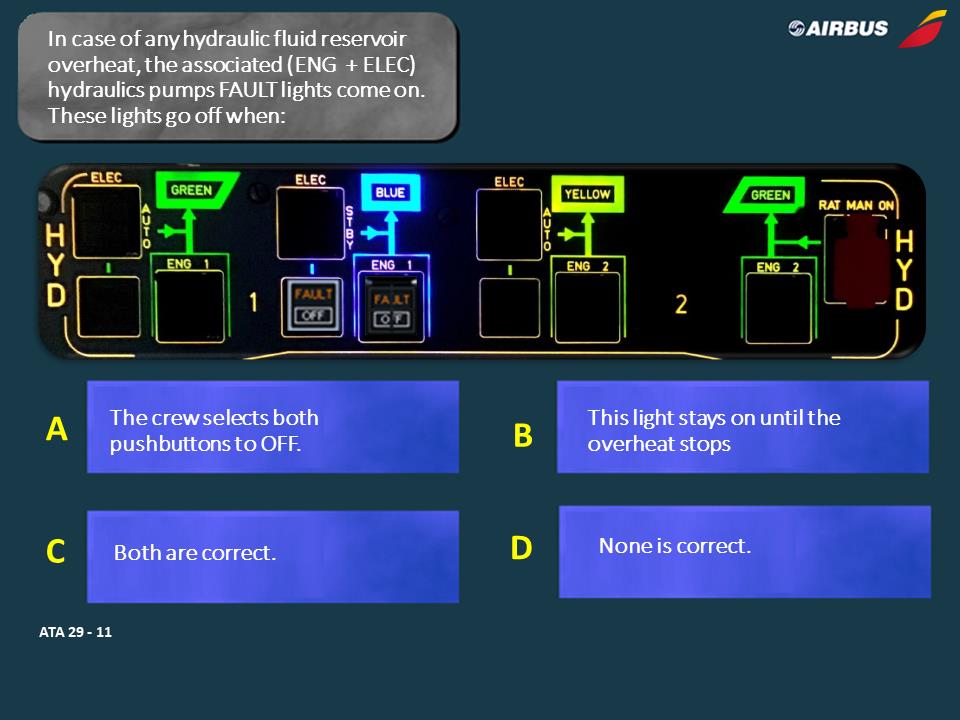 In case of any hydraulic fluid reservoir
overheat, the associated (ENG + ELEC)
hydraulics pumps FAULT lights come on.
These lights go off when:
AIRBUS
HYD
ELEC
GREEN
AUTO
ENG 1
1
ELEC
BLUE
STBY
ENG 1
FAULT
OFF
FAULT
OFF
ELEC
YELLOW
AUTO
ENG 2
2
GREEN
ENG 2
RAT MAN ON
HYD
A
The crew selects both
pushbuttons to OFF.
B
This light stays on until the
overheat stops
C
Both are correct.
D
None is correct.
ATA 29 - 11